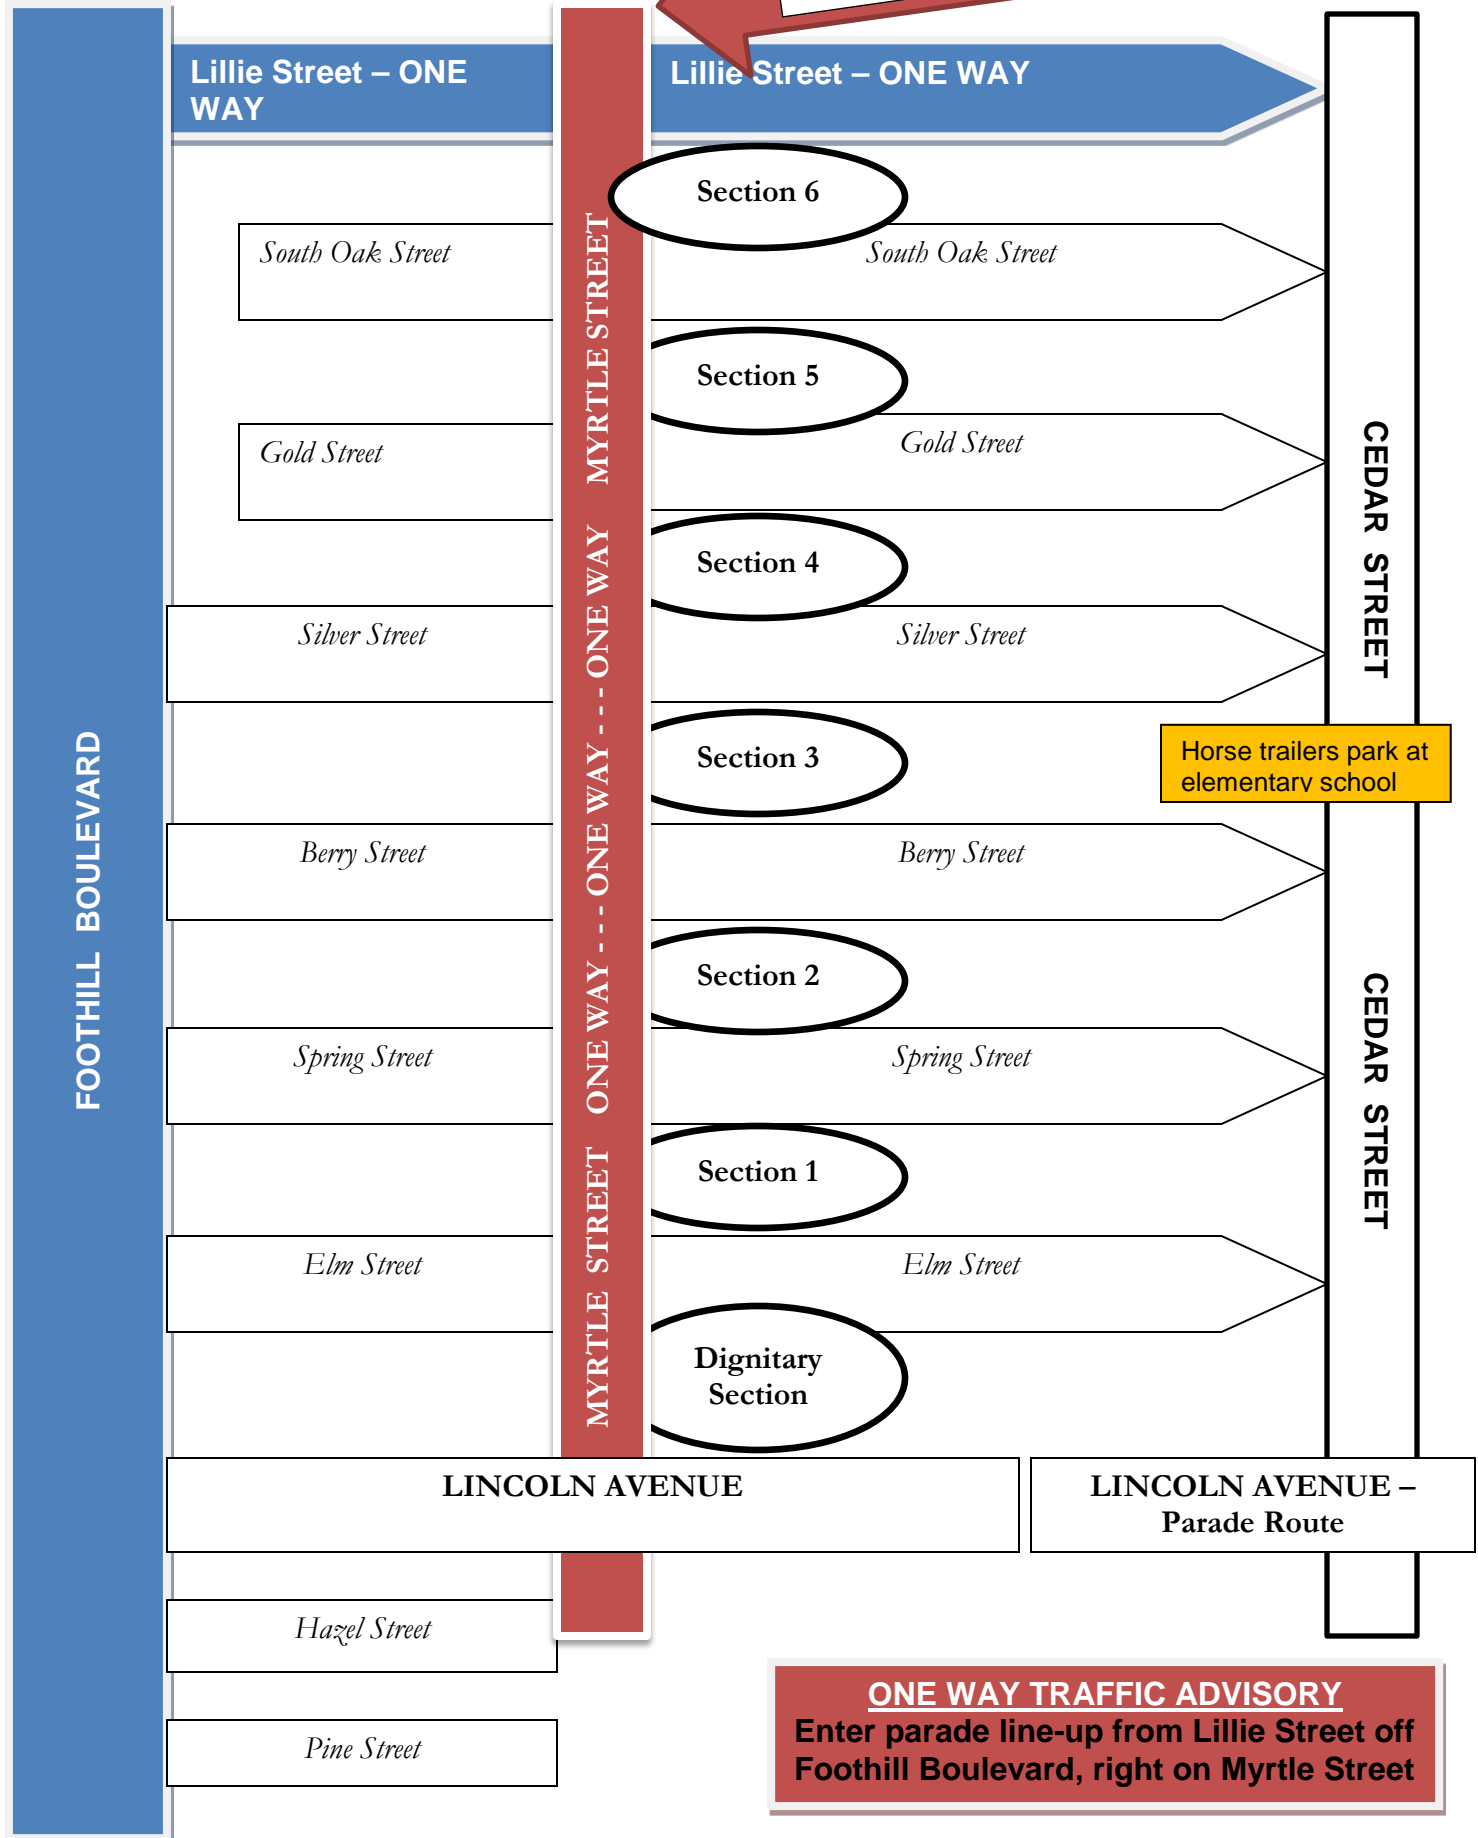 Lillie Street – ONE
WAY
Lillie Street – ONE WAY
Section 6
South Oak Street
South Oak Street
Section 5
Gold Street
Gold Street
Section 4
Silver Street
Silver Street
Section 3
Horse trailers park at
elementary school
Berry Street
Berry Street
Section 2
Spring Street
Spring Street
Section 1
Elm Street
Elm Street
Dignitary
Section
FOOTHILL BOULEVARD
MYRTLE STREET ONE WAY - - - ONE WAY - - - ONE WAY MYRTLE STREET
CEDAR STREET
CEDAR STREET
LINCOLN AVENUE
LINCOLN AVENUE –
Parade Route
Hazel Street
Pine Street
ONE WAY TRAFFIC ADVISORY
Enter parade line-up from Lillie Street off
Foothill Boulevard, right on Myrtle Street